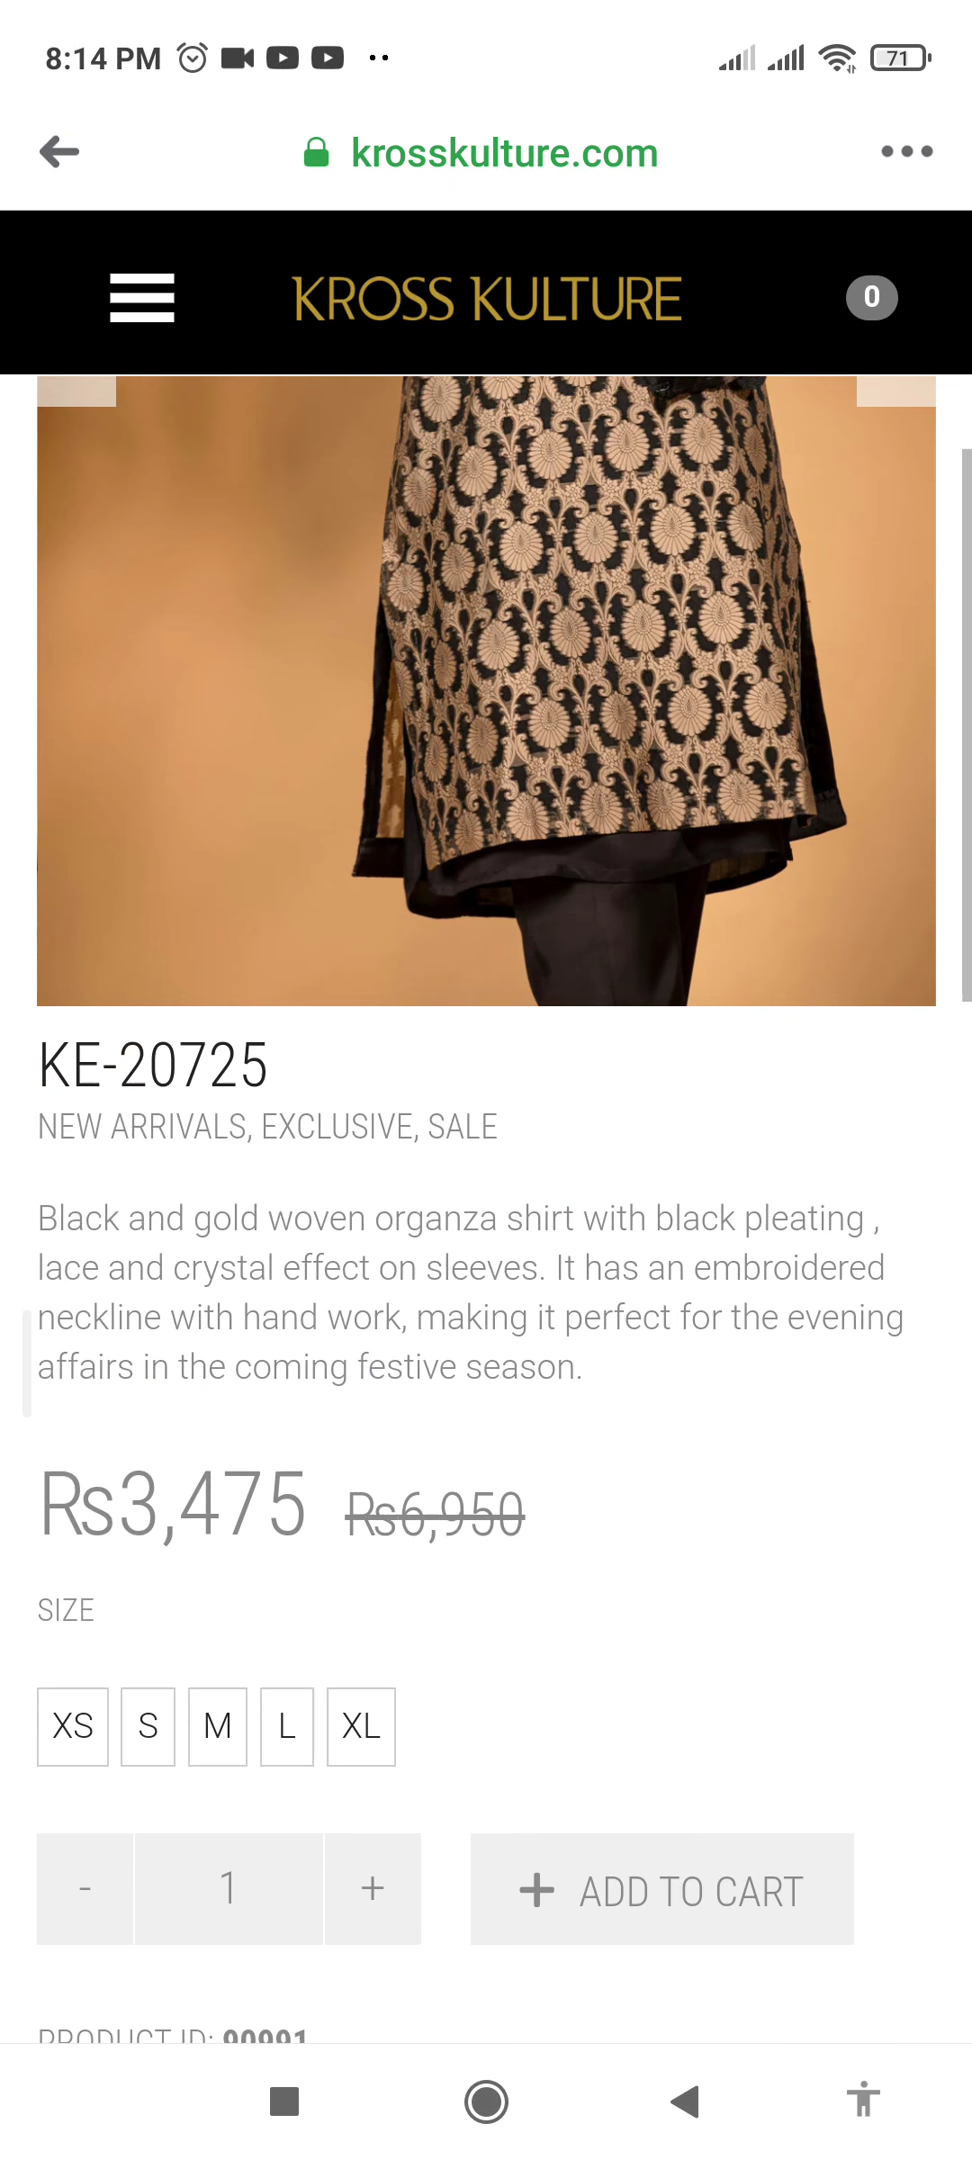 8:14 PM
71
krosskulture.com
KROSS KULTURE
0
KE-20725
NEW ARRIVALS, EXCLUSIVE, SALE
Black and gold woven organza shirt with black pleating ,
lace and crystal effect on sleeves. It has an embroidered
neckline with hand work, making it perfect for the evening
affairs in the coming festive season.
₨3,475 ₨6,950
SIZE
XS S M L XL
- 1 + + ADD TO CART
PRODUCT ID: 90991